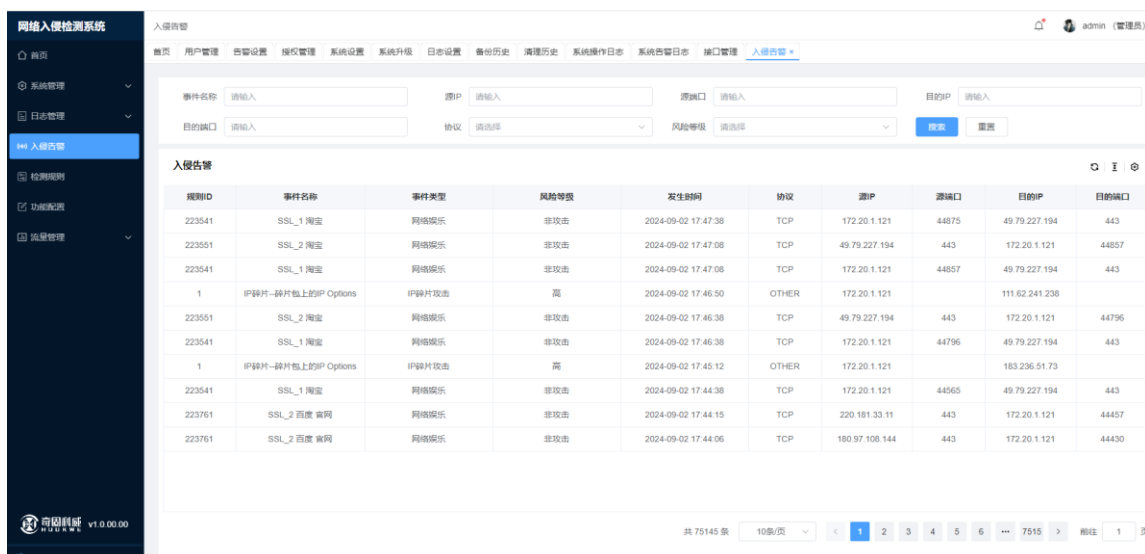 网络入侵检测系统
入侵告警
admin (管理员)
首页 用户管理 告警设置 授权管理 系统设置 系统升级 日志设置 备份历史 清理历史 系统操作日志 系统告警日志 接口管理 入侵告警 ×
首页
系统管理
日志管理
入侵告警
检测规则
功能配置
流量管理
事件名称 请输入 源IP 请输入 源端口 请输入 目的IP 请输入
目的端口 请输入 协议 请选择 风险等级 请选择 搜索 重置
入侵告警
规则ID 事件名称 事件类型 风险等级 发生时间 协议 源IP 源端口 目的IP 目的端口
223541 SSL_1 淘宝 网络娱乐 非攻击 2024-09-02 17:47:38 TCP 172.20.1.121 44875 49.79.227.194 443
223551 SSL_2 淘宝 网络娱乐 非攻击 2024-09-02 17:47:08 TCP 49.79.227.194 443 172.20.1.121 44857
223541 SSL_1 淘宝 网络娱乐 非攻击 2024-09-02 17:47:08 TCP 172.20.1.121 44857 49.79.227.194 443
1 IP碎片--碎片包上的IP Options IP碎片攻击 高 2024-09-02 17:46:50 OTHER 172.20.1.121 111.62.241.238
223551 SSL_2 淘宝 网络娱乐 非攻击 2024-09-02 17:46:38 TCP 49.79.227.194 443 172.20.1.121 44796
223541 SSL_1 淘宝 网络娱乐 非攻击 2024-09-02 17:46:38 TCP 172.20.1.121 44796 49.79.227.194 443
1 IP碎片--碎片包上的IP Options IP碎片攻击 高 2024-09-02 17:45:12 OTHER 172.20.1.121 183.236.51.73
223541 SSL_1 淘宝 网络娱乐 非攻击 2024-09-02 17:44:38 TCP 172.20.1.121 44565 49.79.227.194 443
223761 SSL_2 百度 官网 网络娱乐 非攻击 2024-09-02 17:44:15 TCP 220.181.33.11 443 172.20.1.121 44457
223761 SSL_2 百度 官网 网络娱乐 非攻击 2024-09-02 17:44:06 TCP 180.97.108.144 443 172.20.1.121 44430
奇固科威 v1.0.00.00
共 75145 条 10条/页 < 1 2 3 4 5 6 ··· 7515 > 前往 1